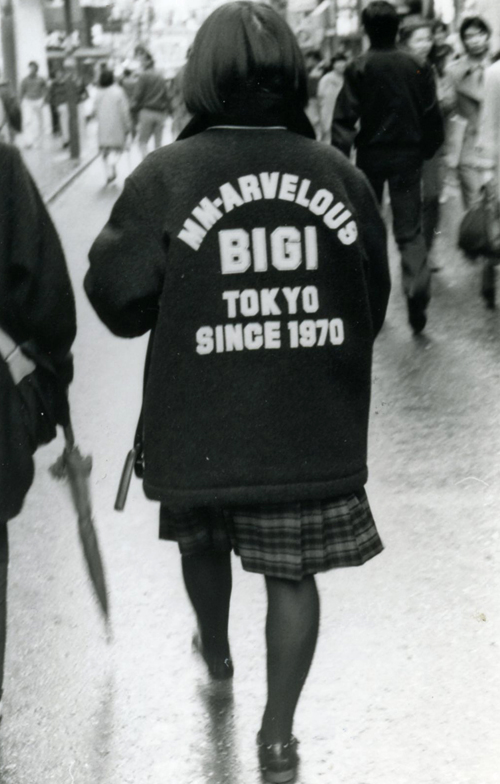 MM-ARVELOUS
BIGI
TOKYO
SINCE 1970